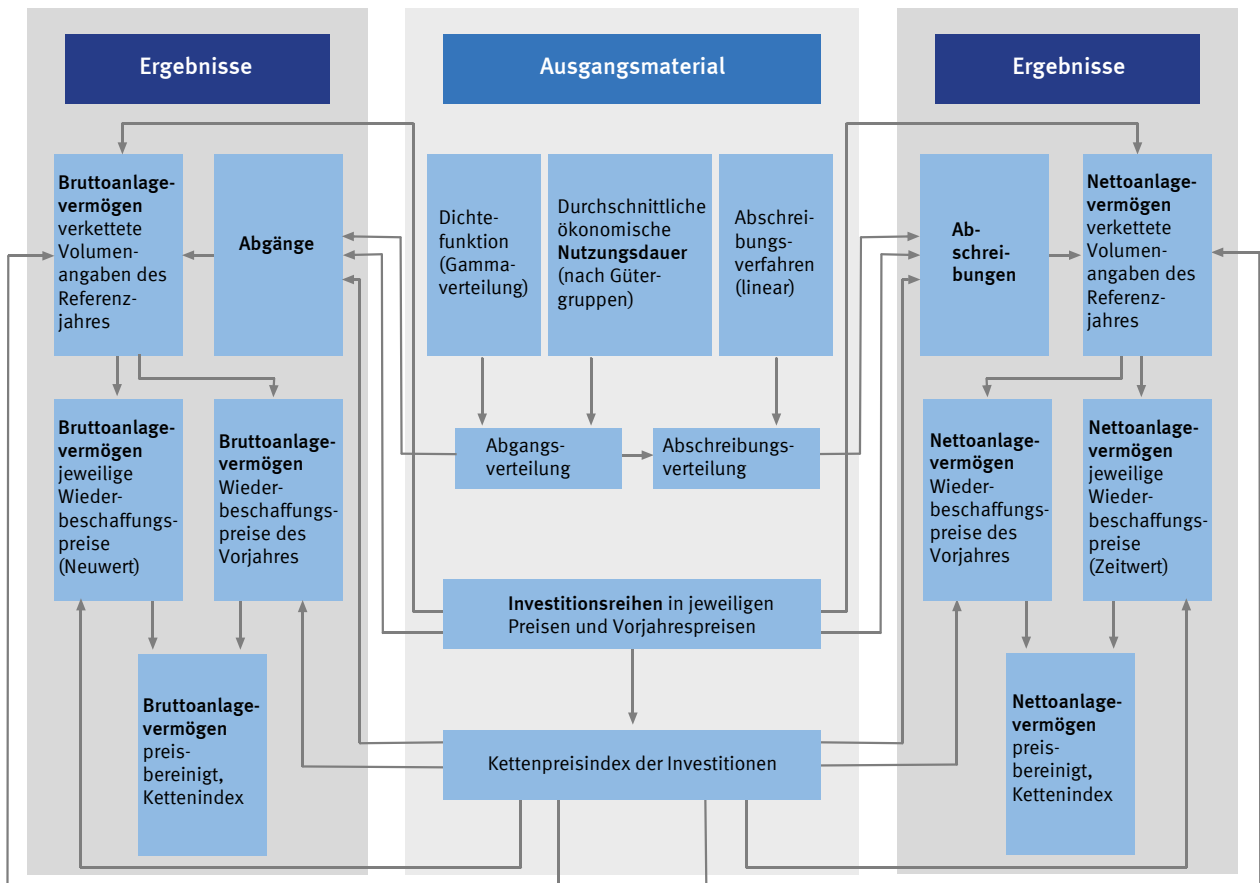 Ergebnisse
Ausgangsmaterial
Ergebnisse
Bruttoanlage-
vermögen
verkettete
Volumen-
angaben des
Referenz-
jahres
Abgänge
Dichte-
funktion
(Gamma-
verteilung)
Durchschnittliche
ökonomische
Nutzungsdauer
(nach Güter-
gruppen)
Abschrei-
bungs-
verfahren
(linear)
Ab-
schrei-
bungen
Nettoanlage-
vermögen
verkettete
Volumen-
angaben des
Referenz-
jahres
Bruttoanlage-
vermögen
jeweilige
Wieder-
beschaffungs-
preise
(Neuwert)
Bruttoanlage-
vermögen
Wieder-
beschaffungs-
preise des
Vorjahres
Abgangs-
verteilung
Abschreibungs-
verteilung
Nettoanlage-
vermögen
Wieder-
beschaffungs-
preise des
Vorjahres
Nettoanlage-
vermögen
jeweilige
Wieder-
beschaffungs-
preise
(Zeitwert)
Investitionsreihen in jeweiligen
Preisen und Vorjahrespreisen
Bruttoanlage-
vermögen
preis-
bereinigt,
Kettenindex
Kettenpreisindex der Investitionen
Nettoanlage-
vermögen
preis-
bereinigt,
Kettenindex